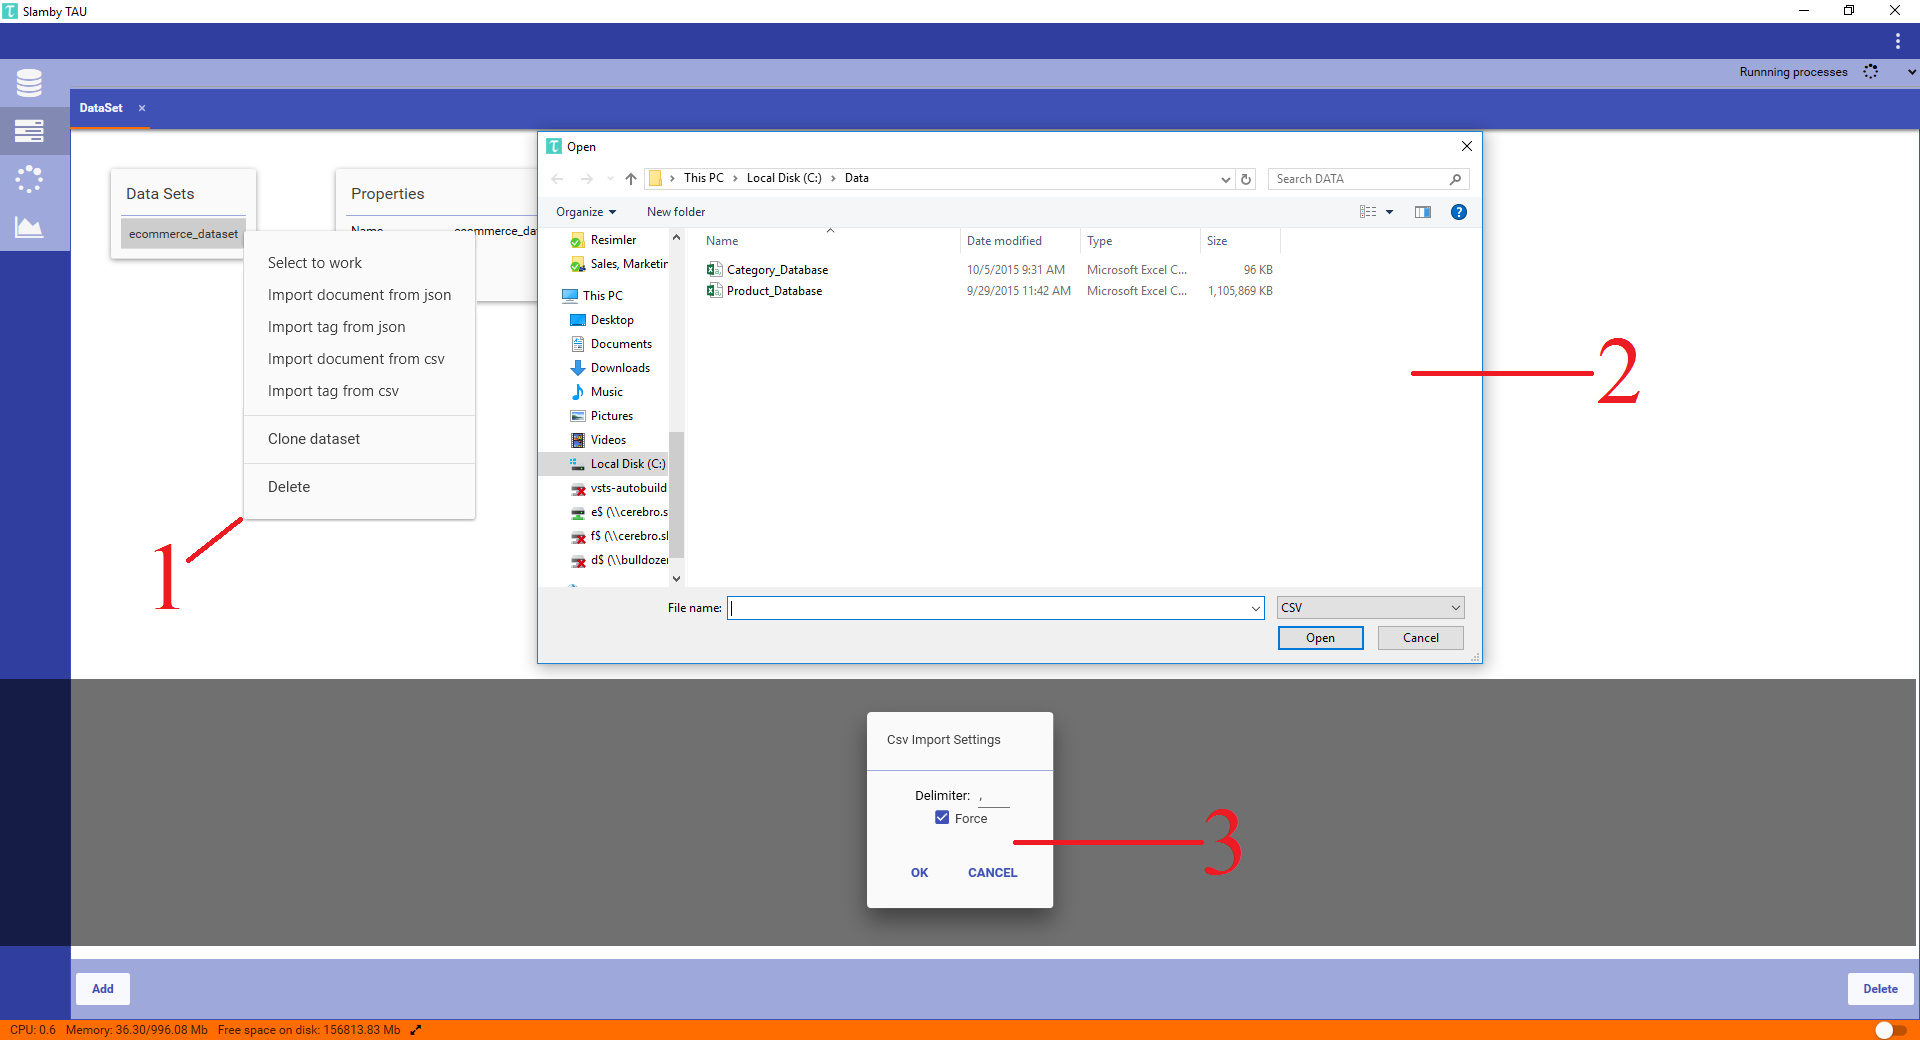 Slamby TAU
Runnning processes
DataSet ×
Data Sets
ecommerce_dataset
Properties
Name ecommerce_da
Select to work
Import document from json
Import tag from json
Import document from csv
Import tag from csv
Clone dataset
Delete
1
Open
This PC > Local Disk (C:) > Data
Search DATA
Organize New folder
?
Resimler
Sales, Marketin
This PC
Desktop
Documents
Downloads
Music
Pictures
Videos
Local Disk (C:)
vsts-autobuild
e$ (\\cerebro.s
f$ (\\cerebro.sl
d$ (\\bulldozer
Name Date modified Type Size
Category_Database 10/5/2015 9:31 AM Microsoft Excel C... 96 KB
Product_Database 9/29/2015 11:42 AM Microsoft Excel C... 1,105,869 KB
2
File name: CSV
Open Cancel
Csv Import Settings
Delimiter: ,
Force
OK CANCEL
3
Add Delete
CPU: 0.6 Memory: 36.30/996.08 Mb Free space on disk: 156813.83 Mb